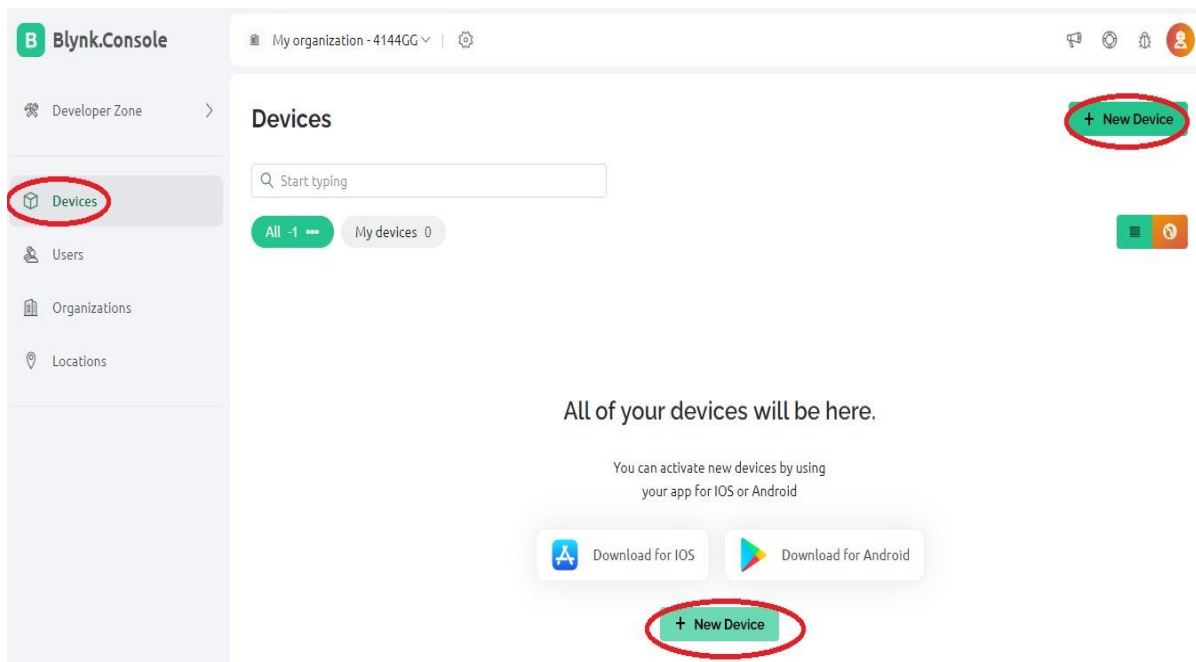 B Blynk.Console
My organization - 4144GG
Developer Zone
Devices
+ New Device
Start typing
Devices
All -1
My devices 0
Users
Organizations
Locations
All of your devices will be here.
You can activate new devices by using
your app for IOS or Android
Download for IOS
Download for Android
+ New Device